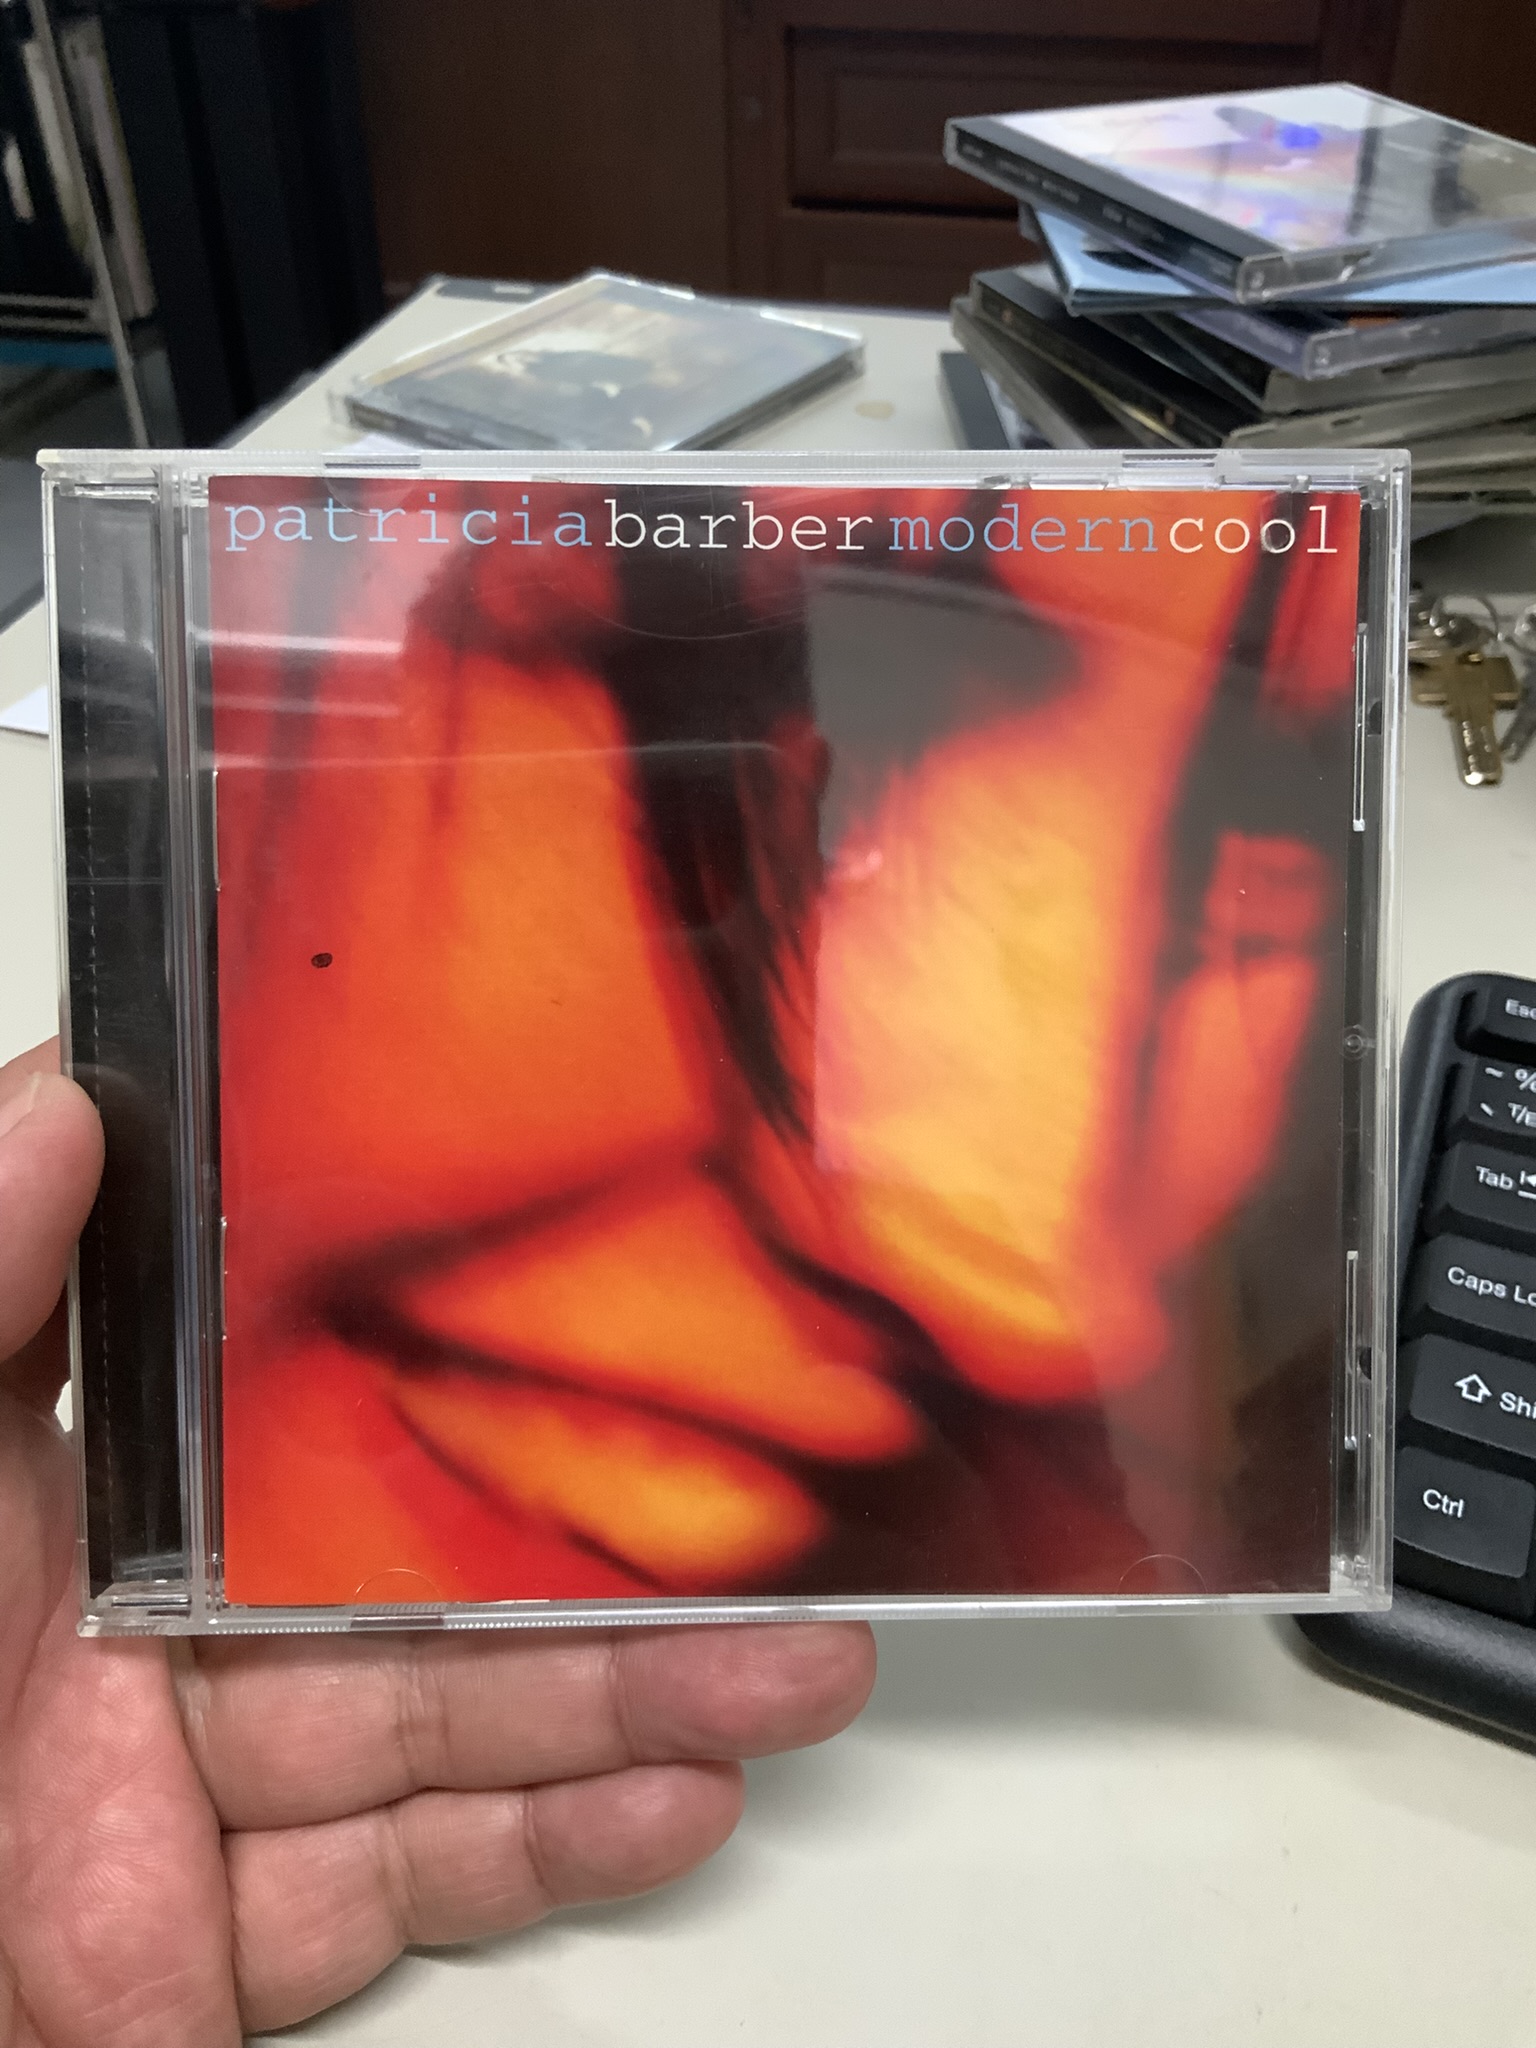 patriciabarbermoderncool
Esc
~ %
T/E
Tab
Caps Lo
Shi
Ctrl